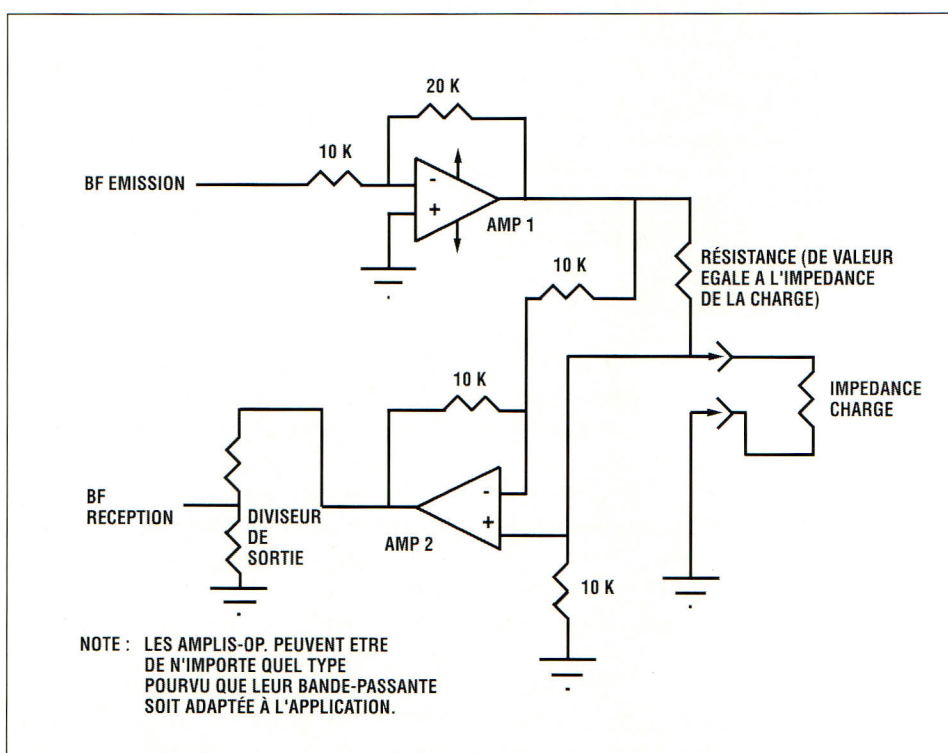 20 K
10 K
BF EMISSION
-
+
AMP 1
10 K
RÉSISTANCE (DE VALEUR
EGALE A L'IMPEDANCE
DE LA CHARGE)
10 K
IMPEDANCE
CHARGE
BF
RECEPTION
DIVISEUR
DE
SORTIE
-
+
AMP 2
10 K
NOTE : LES AMPLIS-OP. PEUVENT ETRE
DE N'IMPORTE QUEL TYPE
POURVU QUE LEUR BANDE-PASSANTE
SOIT ADAPTÉE À L'APPLICATION.